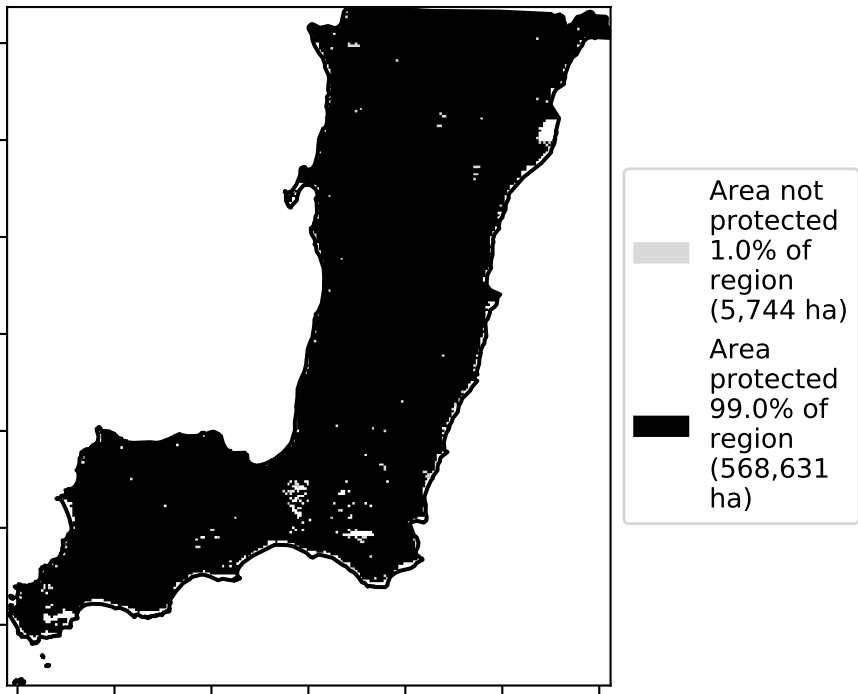 Area not
protected
1.0% of
region
(5,744 ha)
Area
protected
99.0% of
region
(568,631
ha)